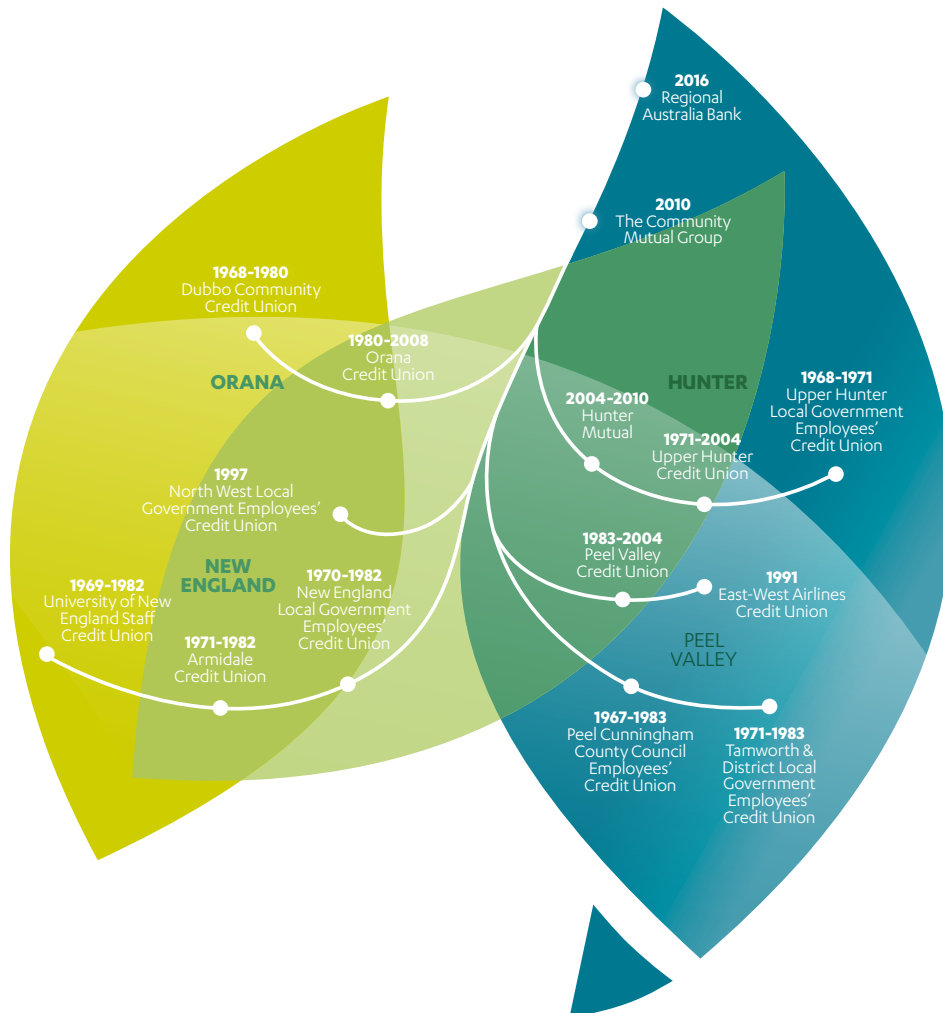 2016
Regional
Australia Bank
2010
The Community
Mutual Group
1968-1980
Dubbo Community
Credit Union
1980-2008
Orana
Credit Union
ORANA
HUNTER
1968-1971
Upper Hunter
Local Government
Employees’
Credit Union
2004-2010
Hunter
Mutual
1971-2004
Upper Hunter
Credit Union
1997
North West Local
Government Employees’
Credit Union
NEW
ENGLAND
1983-2004
Peel Valley
Credit Union
1991
East-West Airlines
Credit Union
1969-1982
University of New
England Staff
Credit Union
1971-1982
Armidale
Credit Union
1970-1982
New England
Local Government
Employees’
Credit Union
PEEL
VALLEY
1967-1983
Peel Cunningham
County Council
Employees’
Credit Union
1971-1983
Tamworth &
District Local
Government
Employees’
Credit Union